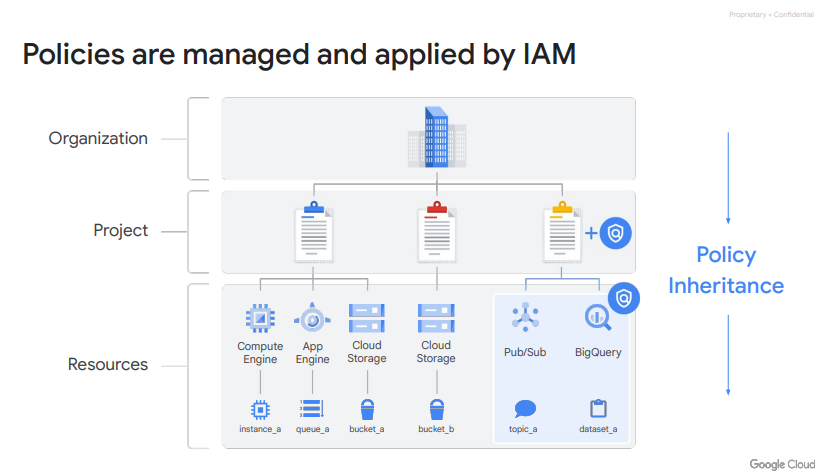 Proprietary + Confidential
Policies are managed and applied by IAM
Organization
Project
Policy
Inheritance
Resources
Compute
Engine
App
Engine
Cloud
Storage
Cloud
Storage
Pub/Sub
BigQuery
instance_a
queue_a
bucket_a
bucket_b
topic_a
dataset_a
Google Cloud